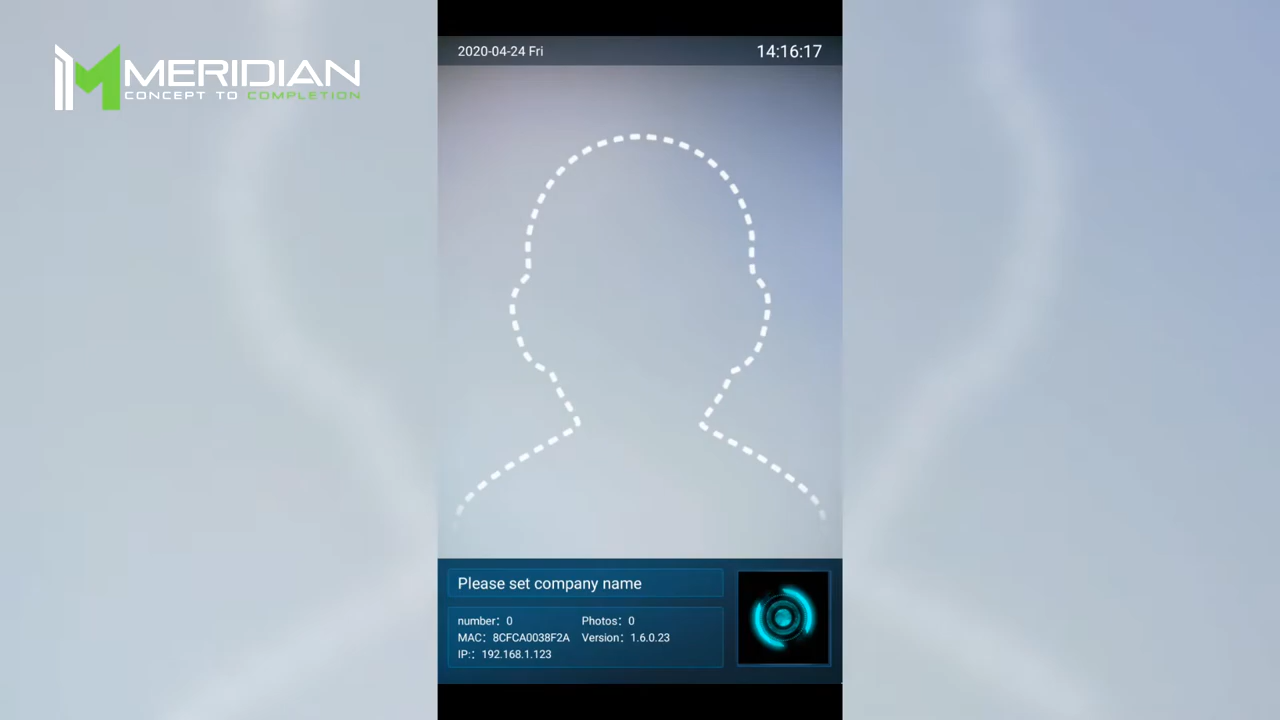 MERIDIAN
CONCEPT TO COMPLETION
2020-04-24 Fri 14:16:17
Please set company name
number: 0 Photos: 0
MAC: 8CFCA0038F2A Version: 1.6.0.23
IP:: 192.168.1.123